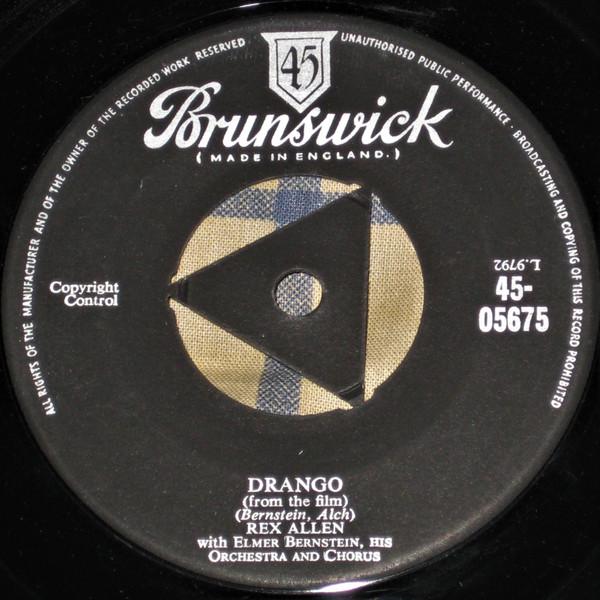 ALL RIGHTS OF THE MANUFACTURER AND OF THE OWNER OF THE RECORDED WORK RESERVED
UNAUTHORISED PUBLIC PERFORMANCE · BROADCASTING AND COPYING OF THIS RECORD PROHIBITED
45
Brunswick
( MADE IN ENGLAND. )
Copyright
Control
L.9792
45-
05675
DRANGO
(from the film)
(Bernstein, Alch)
REX ALLEN
with ELMER BERNSTEIN, HIS
ORCHESTRA AND CHORUS